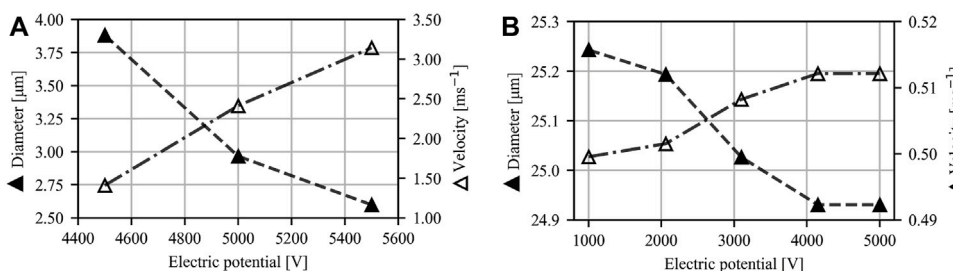 A
4.00
3.75
3.50
3.25
3.00
2.75
2.50
Diameter [µm]
3.50
3.00
2.50
2.00
1.50
1.00
Velocity [ms⁻¹]
4400 4600 4800 5000 5200 5400 5600
Electric potential [V]
B
25.3
25.2
25.1
25.0
24.9
Diameter [µm]
0.52
0.51
0.50
0.49
1000 2000 3000 4000 5000
Electric potential [V]